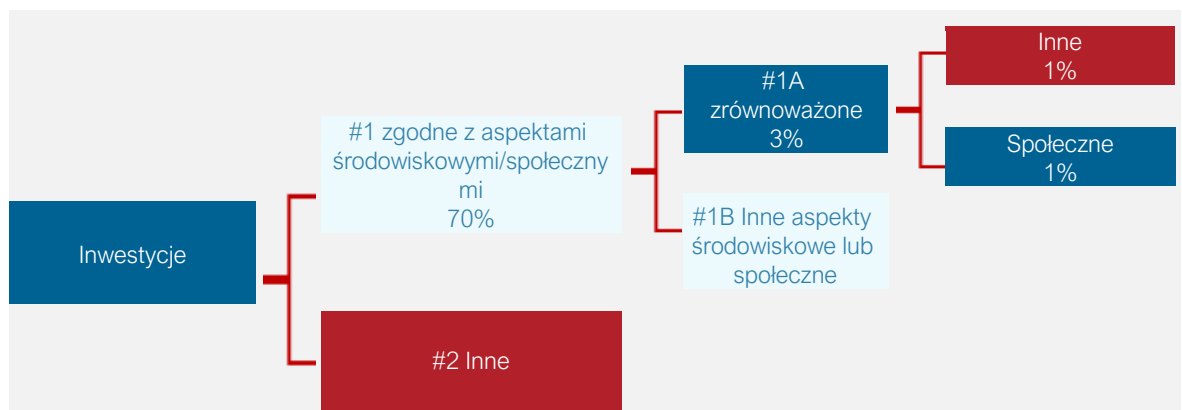 Inwestycje
#1 zgodne z aspektami
środowiskowymi/społeczny
mi
70%
#2 Inne
#1A
zrównoważone
3%
#1B Inne aspekty
środowiskowe lub
społeczne
Inne
1%
Społeczne
1%